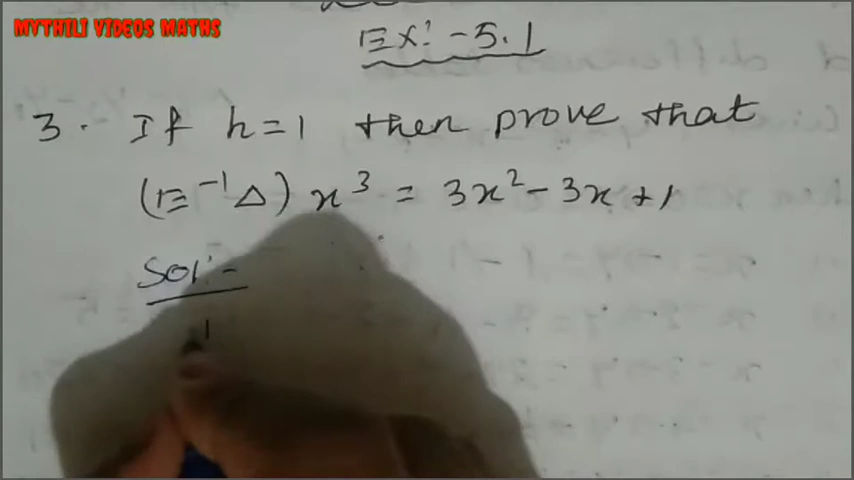 MYTHILI VIDEOS MATHS
Ex:-5.1
3. If h=1 then prove that
(E⁻¹Δ) x³ = 3x²-3x+1
Sol:-